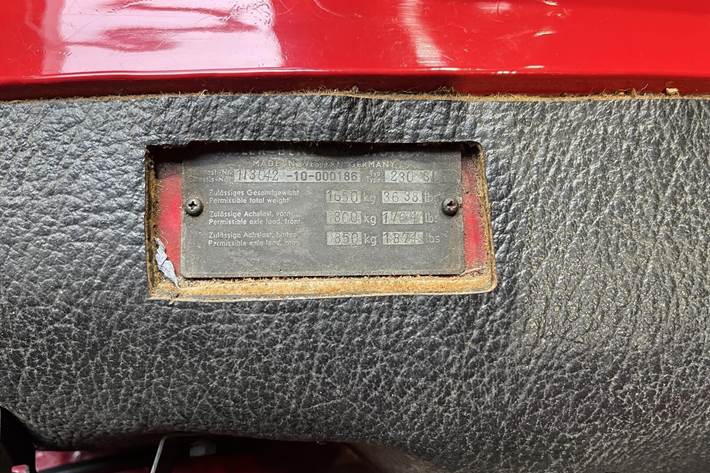 MADE IN WESTERN GERMANY
113042-10-000186 Typ 230 SL
Zulässiges Gesamtgewicht 1650 kg 3638 lbs
Permissible total weight
Zulässige Achslast, vorn 800 kg lbs
Permissible axle load, front
Zulässige Achslast, hinten 850 kg 1874 lbs
Permissible axle load, rear